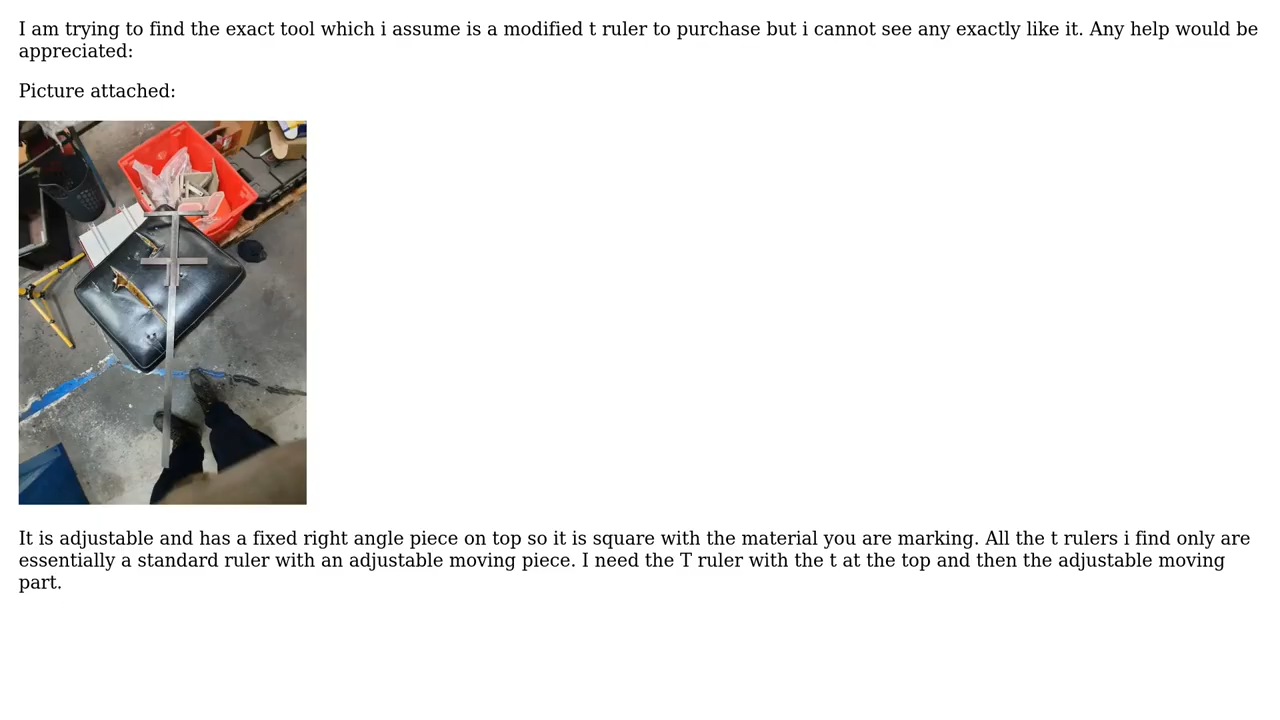 I am trying to find the exact tool which i assume is a modified t ruler to purchase but i cannot see any exactly like it. Any help would be
appreciated:
Picture attached:
It is adjustable and has a fixed right angle piece on top so it is square with the material you are marking. All the t rulers i find only are
essentially a standard ruler with an adjustable moving piece. I need the T ruler with the t at the top and then the adjustable moving
part.